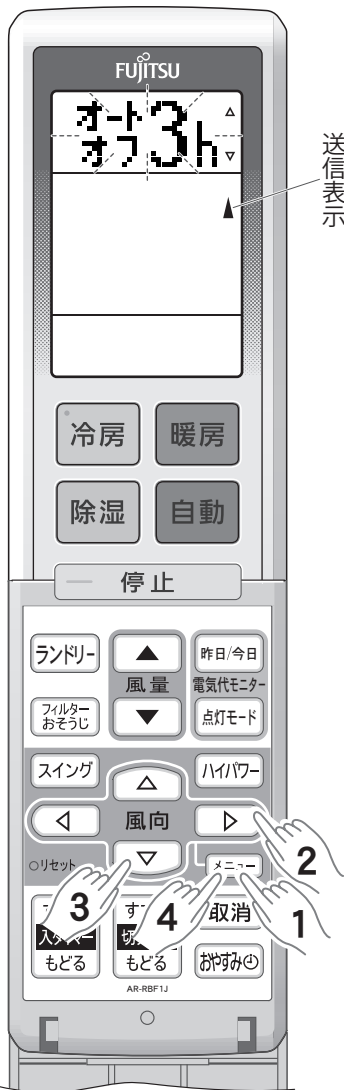 FUJITSU
オート
オフ 3h
送信表示
冷房
暖房
除湿
自動
停止
ランドリー
風量
昨日/今日
電気代モニター
フィルター
おそうじ
点灯モード
スイング
ハイパワー
風向
リセット
メニュー
2
3
4
1
取消
もどる
もどる
おやすみ
AR-RBF1J